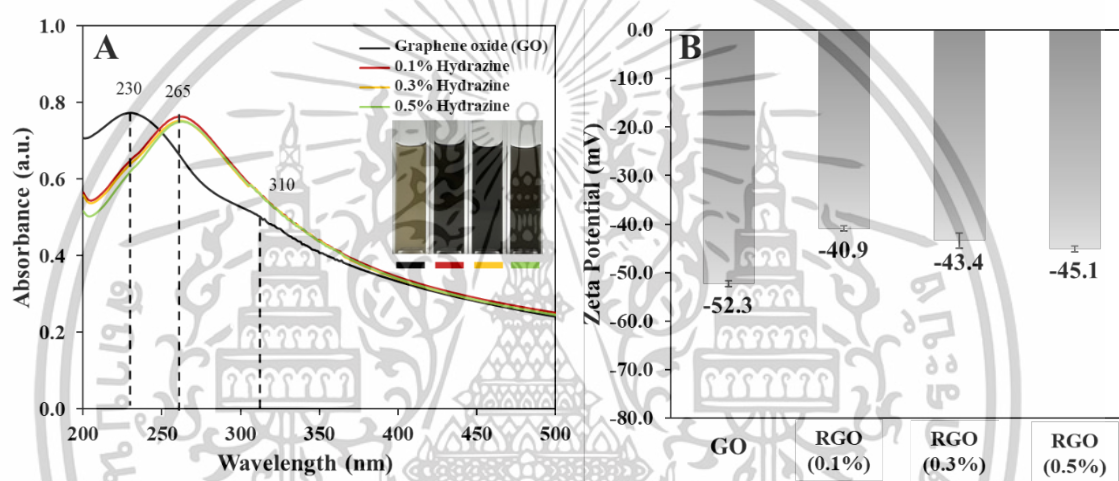 A
Graphene oxide (GO)
0.1% Hydrazine
0.3% Hydrazine
0.5% Hydrazine
230
265
310
1.0
0.8
0.6
0.4
0.2
0.0
Absorbance (a.u.)
200
250
300
350
400
450
500
Wavelength (nm)
B
0.0
-10.0
-20.0
-30.0
-40.0
-50.0
-60.0
-70.0
-80.0
Zeta Potential (mV)
-52.3
-40.9
-43.4
-45.1
GO
RGO
(0.1%)
RGO
(0.3%)
RGO
(0.5%)